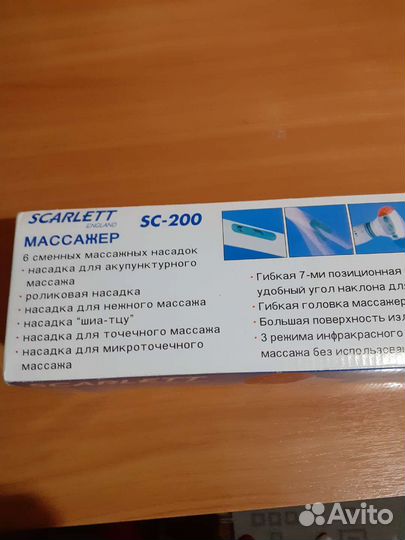 SCARLETT
ENGLAND
SC-200
МАССАЖЕР
6 сменных массажных насадок
· насадка для акупунктурного
массажа
· роликовая насадка
· насадка для нежного массажа
· насадка "шиа-тцу"
· насадка для точечного массажа
· насадка для микроточечного
массажа
· Гибкая 7-ми позиционная
удобный угол наклона для
· Гибкая головка массажер
· Большая поверхность изл
· 3 режима инфракрасного
массажа без использован
SCARLETT
Avito